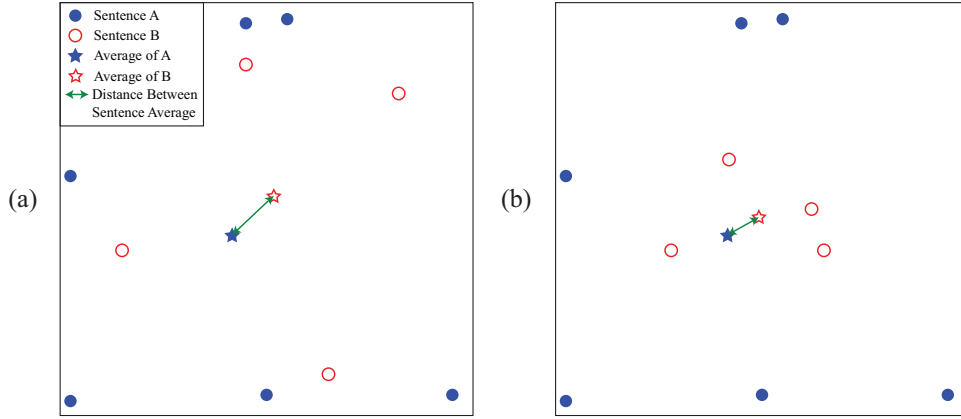 Sentence A
Sentence B
Average of A
Average of B
Distance Between
Sentence Average
(a)
(b)